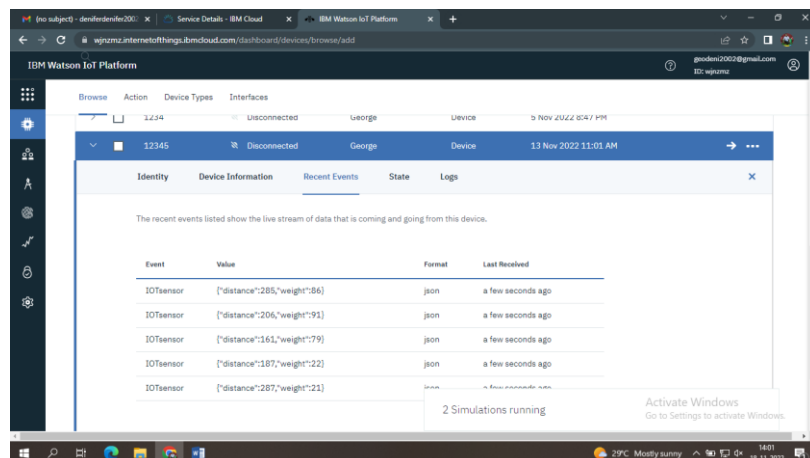 (no subject) - deniferdenifer200: x Service Details - IBM Cloud x IBM Watson IoT Platform x +
wjnzmz.internetofthings.ibmcloud.com/dashboard/devices/browse/add
IBM Watson IoT Platform
geodeni2002@gmail.com
ID: wjnzmz
Browse Action Device Types Interfaces
1234 Disconnected George Device 5 Nov 2022 8:47 PM
12345 Disconnected George Device 13 Nov 2022 11:01 AM
Identity Device Information Recent Events State Logs
The recent events listed show the live stream of data that is coming and going from this device.
Event Value Format Last Received
IOTsensor {"distance":285,"weight":86} json a few seconds ago
IOTsensor {"distance":206,"weight":91} json a few seconds ago
IOTsensor {"distance":161,"weight":79} json a few seconds ago
IOTsensor {"distance":187,"weight":22} json a few seconds ago
IOTsensor {"distance":287,"weight":21} json a few seconds ago
2 Simulations running
Activate Windows
Go to Settings to activate Windows.
29°C Mostly sunny 14:01